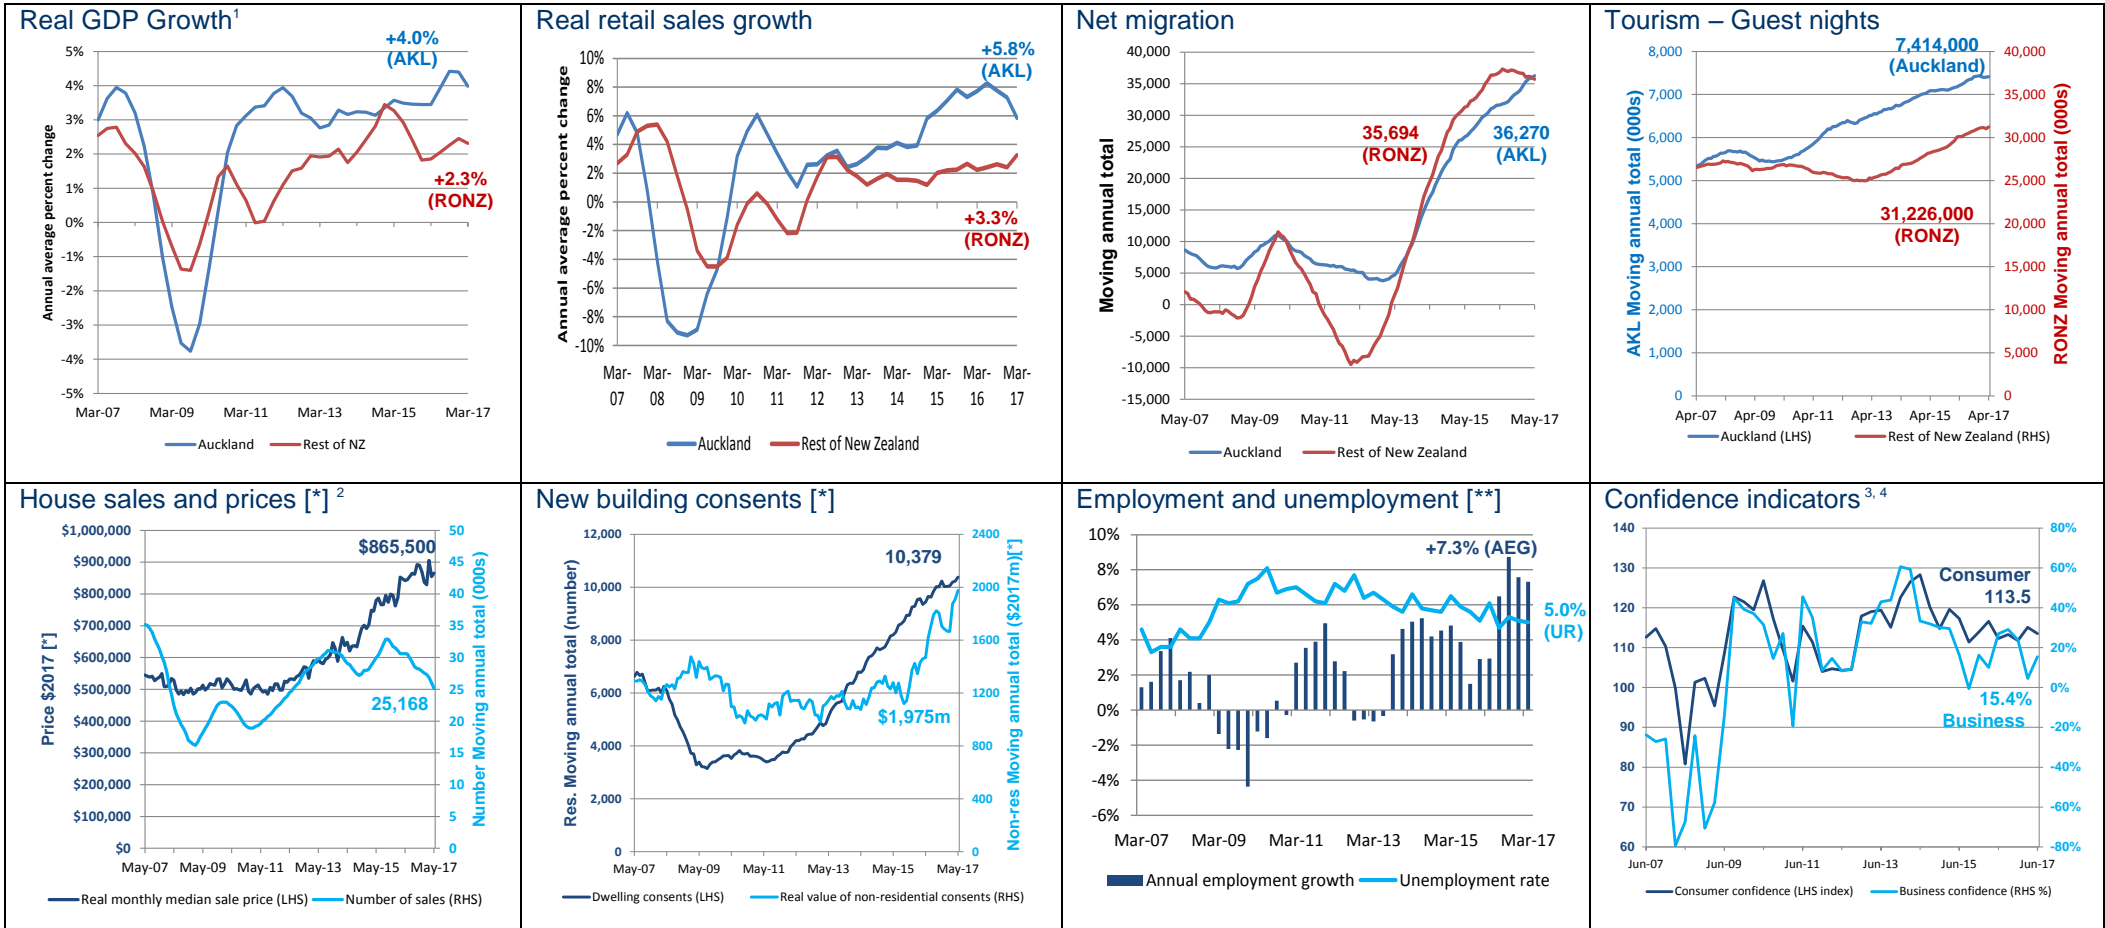 Real GDP Growth1
+4.0%
(AKL)
Annual average percent change
5%
4%
3%
2%
1%
0%
-1%
-2%
-3%
-4%
-5%
+2.3%
(RONZ)
Mar-07 Mar-09 Mar-11 Mar-13 Mar-15 Mar-17
Auckland Rest of NZ
Real retail sales growth
+5.8%
(AKL)
Annual average percent change
10%
8%
6%
4%
2%
0%
-2%
-4%
-6%
-8%
-10%
+3.3%
(RONZ)
Mar- Mar- Mar- Mar- Mar- Mar- Mar- Mar- Mar- Mar- Mar-
07 08 09 10 11 12 13 14 15 16 17
Auckland Rest of New Zealand
Net migration
Moving annual total
40,000
35,000
30,000
25,000
20,000
15,000
10,000
5,000
0
-5,000
-10,000
-15,000
35,694
(RONZ)
36,270
(AKL)
May-07 May-09 May-11 May-13 May-15 May-17
Auckland Rest of New Zealand
Tourism – Guest nights
7,414,000
(Auckland)
AKL Moving annual total (000s)
8,000
7,000
6,000
5,000
4,000
3,000
2,000
1,000
0
31,226,000
(RONZ)
40,000
35,000
30,000
25,000
20,000
15,000
10,000
5,000
0
RONZ Moving annual total (000s)
Apr-07 Apr-09 Apr-11 Apr-13 Apr-15 Apr-17
Auckland (LHS) Rest of New Zealand (RHS)
House sales and prices [*] 2
Price $2017 [*]
$1,000,000
$900,000
$800,000
$700,000
$600,000
$500,000
$400,000
$300,000
$200,000
$100,000
$0
$865,500
25,168
50
45
40
35
30
25
20
15
10
5
0
Number Moving annual total (000s)
May-07 May-09 May-11 May-13 May-15 May-17
Real monthly median sale price (LHS) Number of sales (RHS)
New building consents [*]
Res. Moving annual total (number)
12,000
10,000
8,000
6,000
4,000
2,000
0
10,379
$1,975m
2400
2000
1600
1200
800
400
0
Non-res Moving annual total ($2017m)[*]
May-07 May-09 May-11 May-13 May-15 May-17
Dwelling consents (LHS) Real value of non-residential consents (RHS)
Employment and unemployment [**]
10%
8%
6%
4%
2%
0%
-2%
-4%
-6%
+7.3% (AEG)
5.0%
(UR)
Mar-07 Mar-09 Mar-11 Mar-13 Mar-15 Mar-17
Annual employment growth Unemployment rate
Confidence indicators 3, 4
140
130
120
110
100
90
80
70
60
Consumer
113.5
15.4%
Business
80%
60%
40%
20%
0%
-20%
-40%
-60%
-80%
Jun-07 Jun-09 Jun-11 Jun-13 Jun-15 Jun-17
Consumer confidence (LHS index) Business confidence (RHS %)